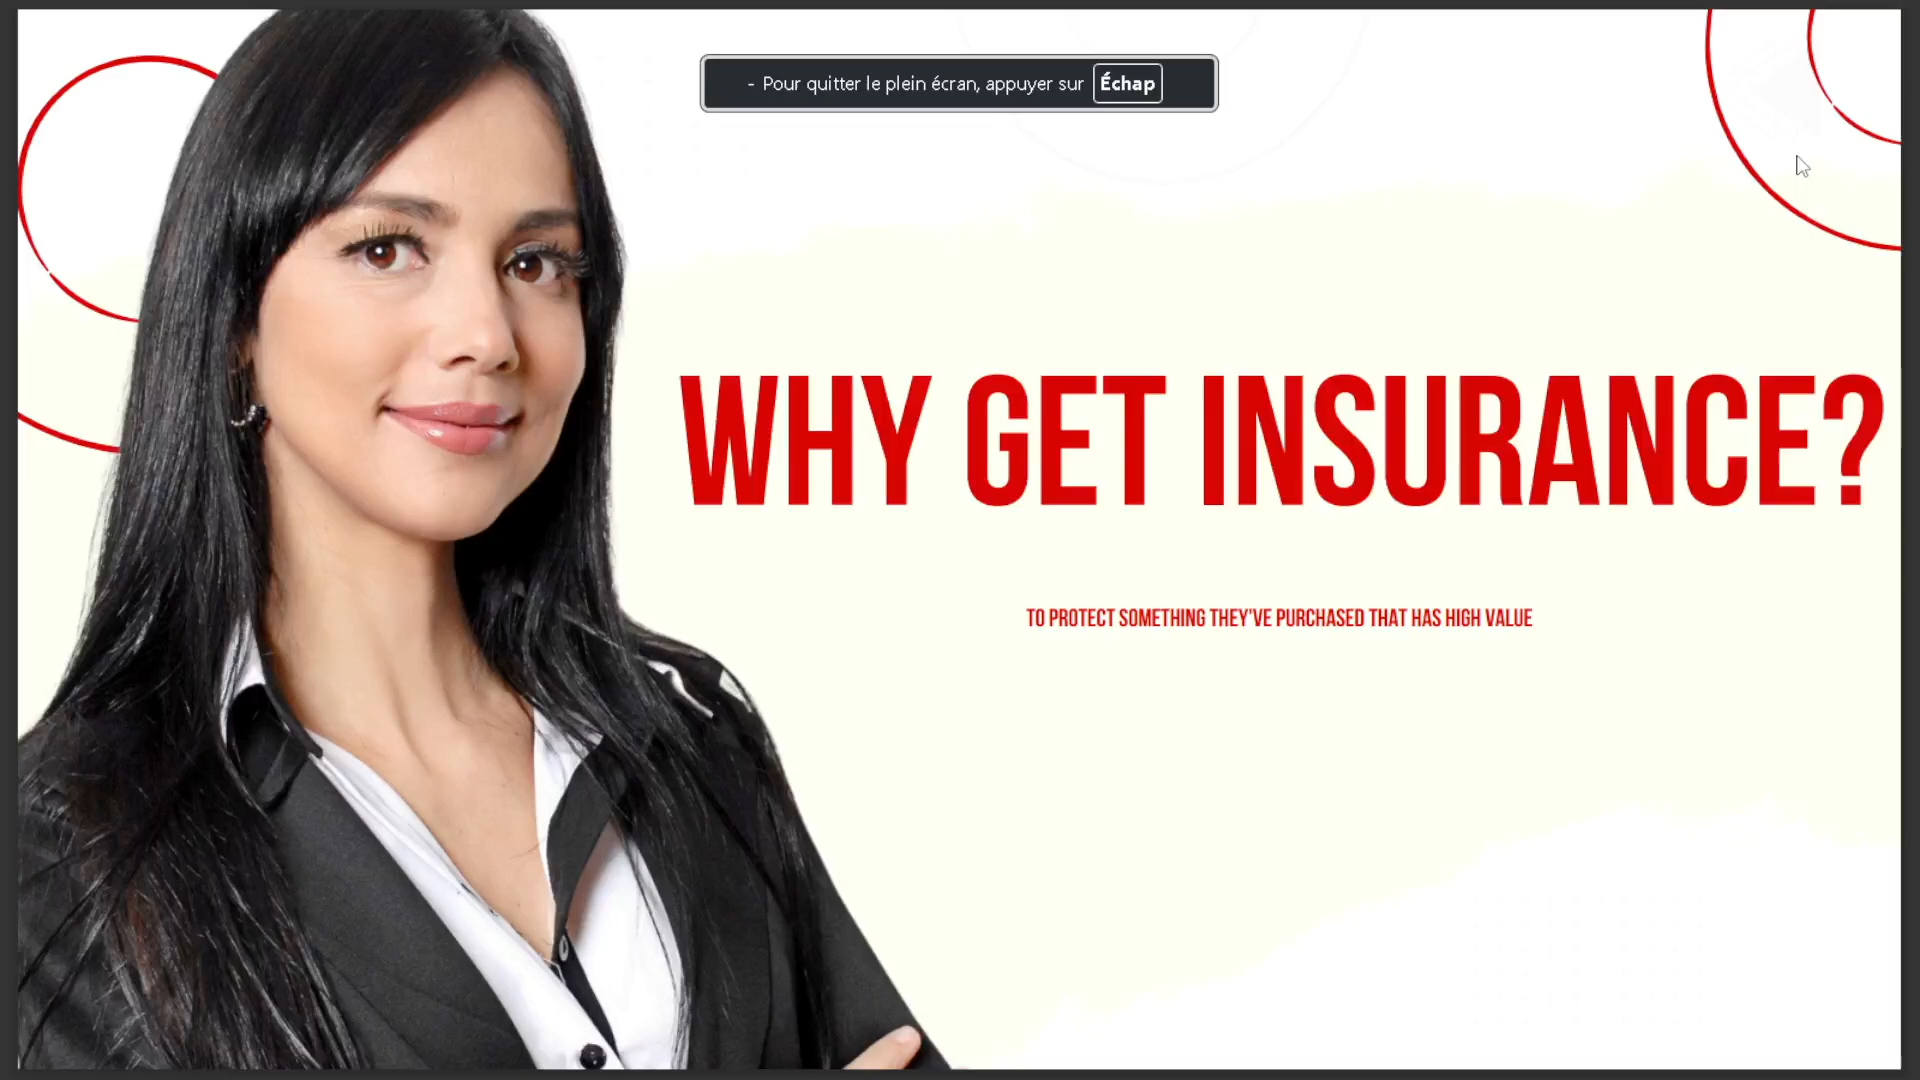 - Pour quitter le plein écran, appuyer sur Échap
WHY GET INSURANCE?
TO PROTECT SOMETHING THEY'VE PURCHASED THAT HAS HIGH VALUE